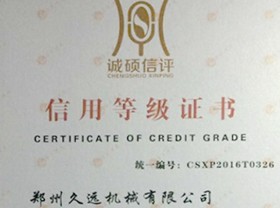 诚硕信评
CHENGSHUO XINPING
信用等级证书
CERTIFICATE OF CREDIT GRADE
统一编号：CSXP2016T0326
郑州久远机械有限公司